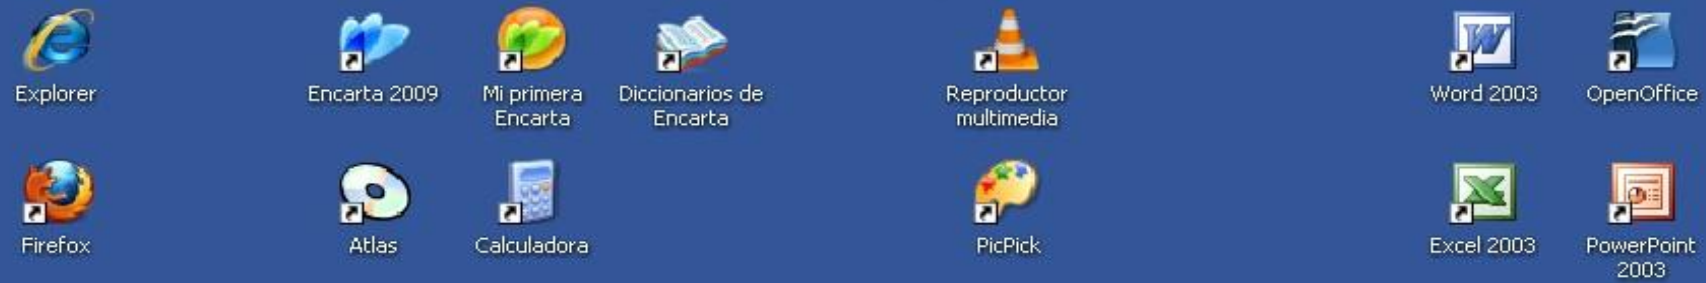 Explorer
Encarta 2009
Mi primera
Encarta
Diccionarios de
Encarta
Reproductor
multimedia
Word 2003
OpenOffice
Firefox
Atlas
Calculadora
PicPick
Excel 2003
PowerPoint
2003